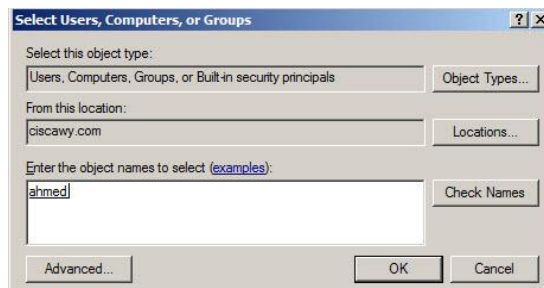 Select Users, Computers, or Groups
Select this object type:
Users, Computers, Groups, or Built-in security principals
Object Types...
From this location:
ciscawy.com
Locations...
Enter the object names to select (examples):
ahmed
Check Names
Advanced...
OK
Cancel